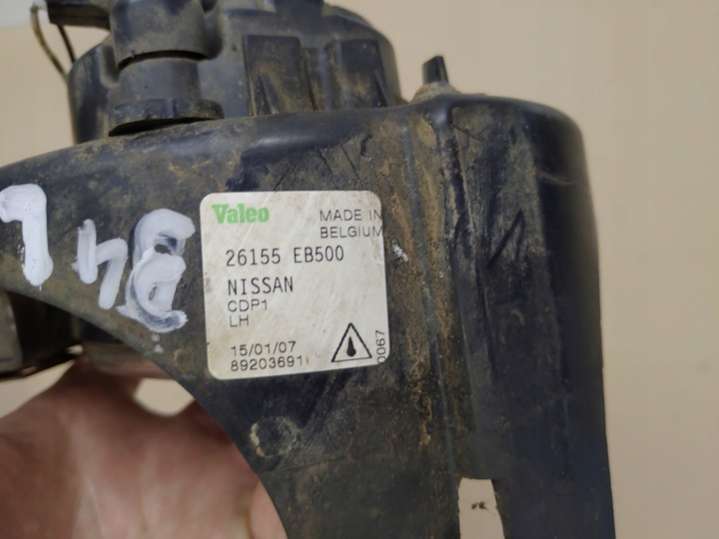 Valeo
MADE IN
BELGIUM
26155 EB500
NISSAN
CDP1
LH
15/01/07
89203691
0067